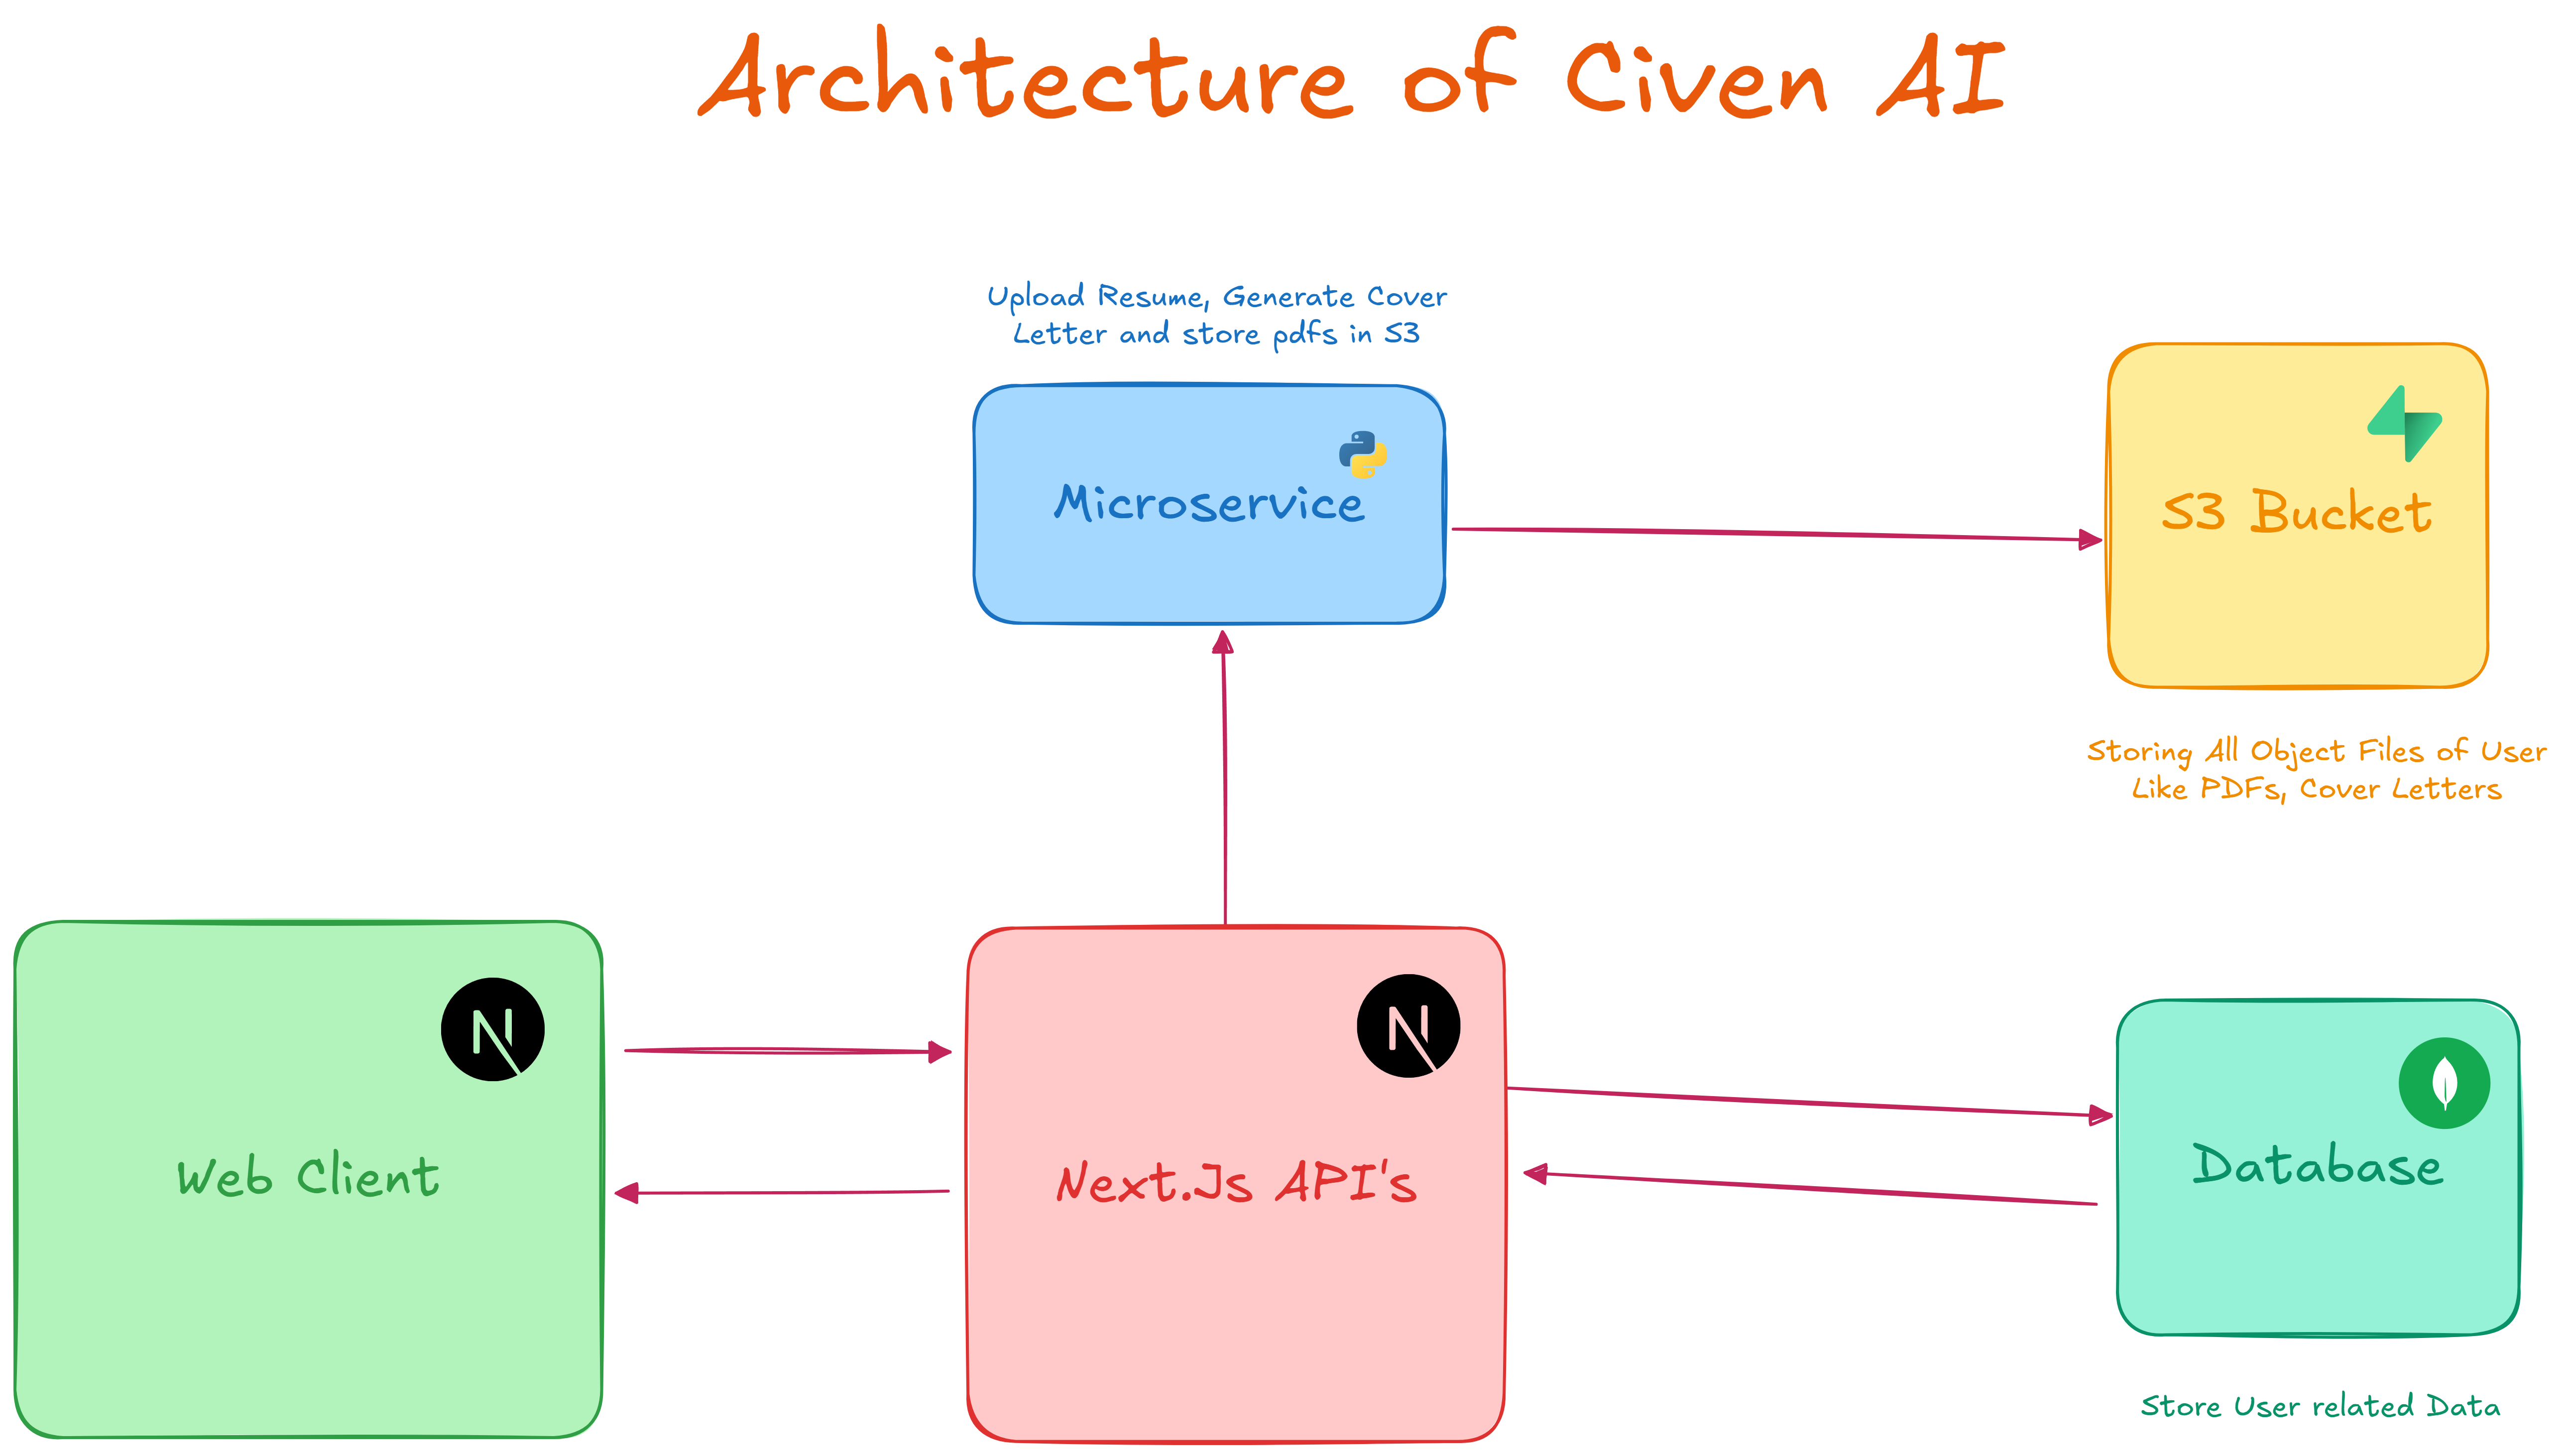 Architecture of Civen AI
Upload Resume, Generate Cover
Letter and store pdfs in S3
Microservice
S3 Bucket
Storing All Object Files of User
Like PDFs, Cover Letters
N
Web Client
N
Next.Js API's
Database
Store User related Data